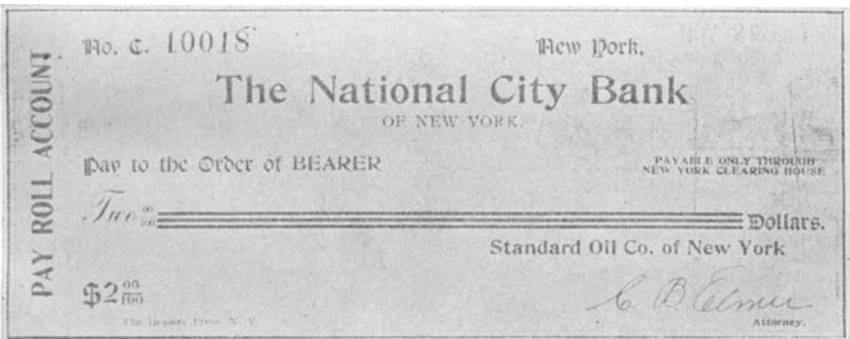 PAY ROLL ACCOUNT
No. C. 10018
New York,
The National City Bank
OF NEW YORK.
Pay to the Order of BEARER
PAYABLE ONLY THROUGH
NEW YORK CLEARING HOUSE
Two 00/100 Dollars.
Standard Oil Co. of New York
$2 00/100
C B Elmer
Attorney.
N. Y.